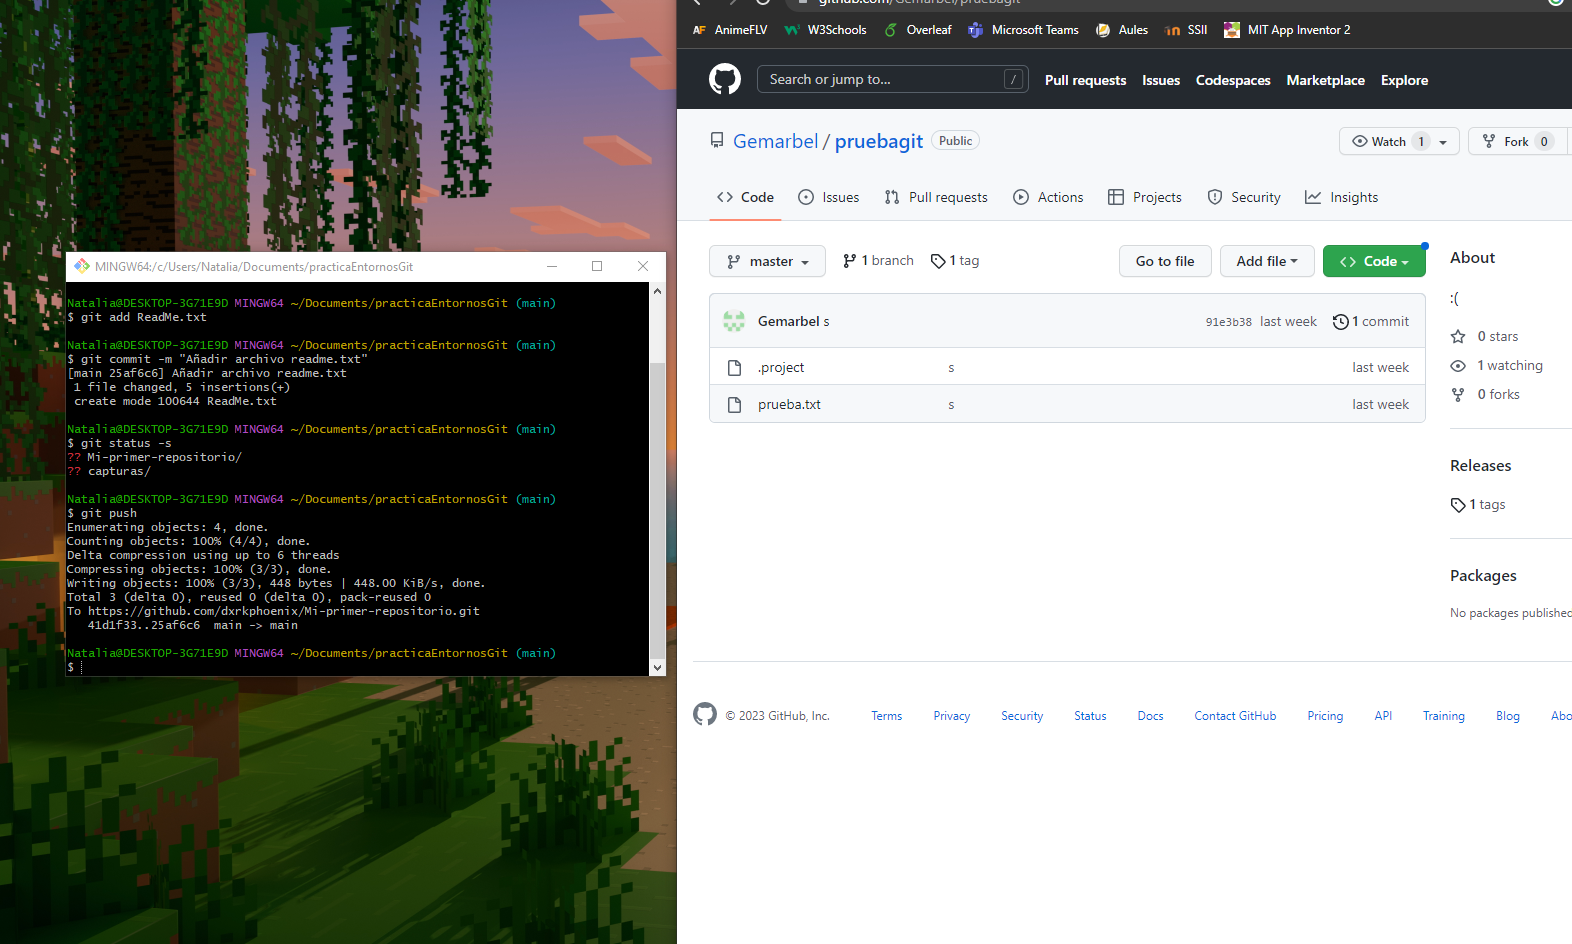 MINGW64:/c/Users/Natalia/Documents/practicaEntornosGit
Natalia@DESKTOP-3G71E9D MINGW64 ~/Documents/practicaEntornosGit (main)
$ git add ReadMe.txt
Natalia@DESKTOP-3G71E9D MINGW64 ~/Documents/practicaEntornosGit (main)
$ git commit -m "Añadir archivo readme.txt"
[main 25af6c6] Añadir archivo readme.txt
1 file changed, 5 insertions(+)
create mode 100644 ReadMe.txt
Natalia@DESKTOP-3G71E9D MINGW64 ~/Documents/practicaEntornosGit (main)
$ git status -s
?? Mi-primer-repositorio/
?? capturas/
Natalia@DESKTOP-3G71E9D MINGW64 ~/Documents/practicaEntornosGit (main)
$ git push
Enumerating objects: 4, done.
Counting objects: 100% (4/4), done.
Delta compression using up to 6 threads
Compressing objects: 100% (3/3), done.
Writing objects: 100% (3/3), 448 bytes | 448.00 KiB/s, done.
Total 3 (delta 0), reused 0 (delta 0), pack-reused 0
To https://github.com/dxrkphoenix/Mi-primer-repositorio.git
41d1f33..25af6c6 main -> main
Natalia@DESKTOP-3G71E9D MINGW64 ~/Documents/practicaEntornosGit (main)
$
github.com/Gemarbel/pruebagit
AF AnimeFLV W3Schools Overleaf Microsoft Teams Aules SSII MIT App Inventor 2
Search or jump to... / Pull requests Issues Codespaces Marketplace Explore
Gemarbel / pruebagit Public Watch 1 Fork 0
Code Issues Pull requests Actions Projects Security Insights
master 1 branch 1 tag Go to file Add file Code
Gemarbel s 91e3b38 last week 1 commit
.project s last week
prueba.txt s last week
About
:(
0 stars
1 watching
0 forks
Releases
1 tags
Packages
No packages published
© 2023 GitHub, Inc. Terms Privacy Security Status Docs Contact GitHub Pricing API Training Blog Abo